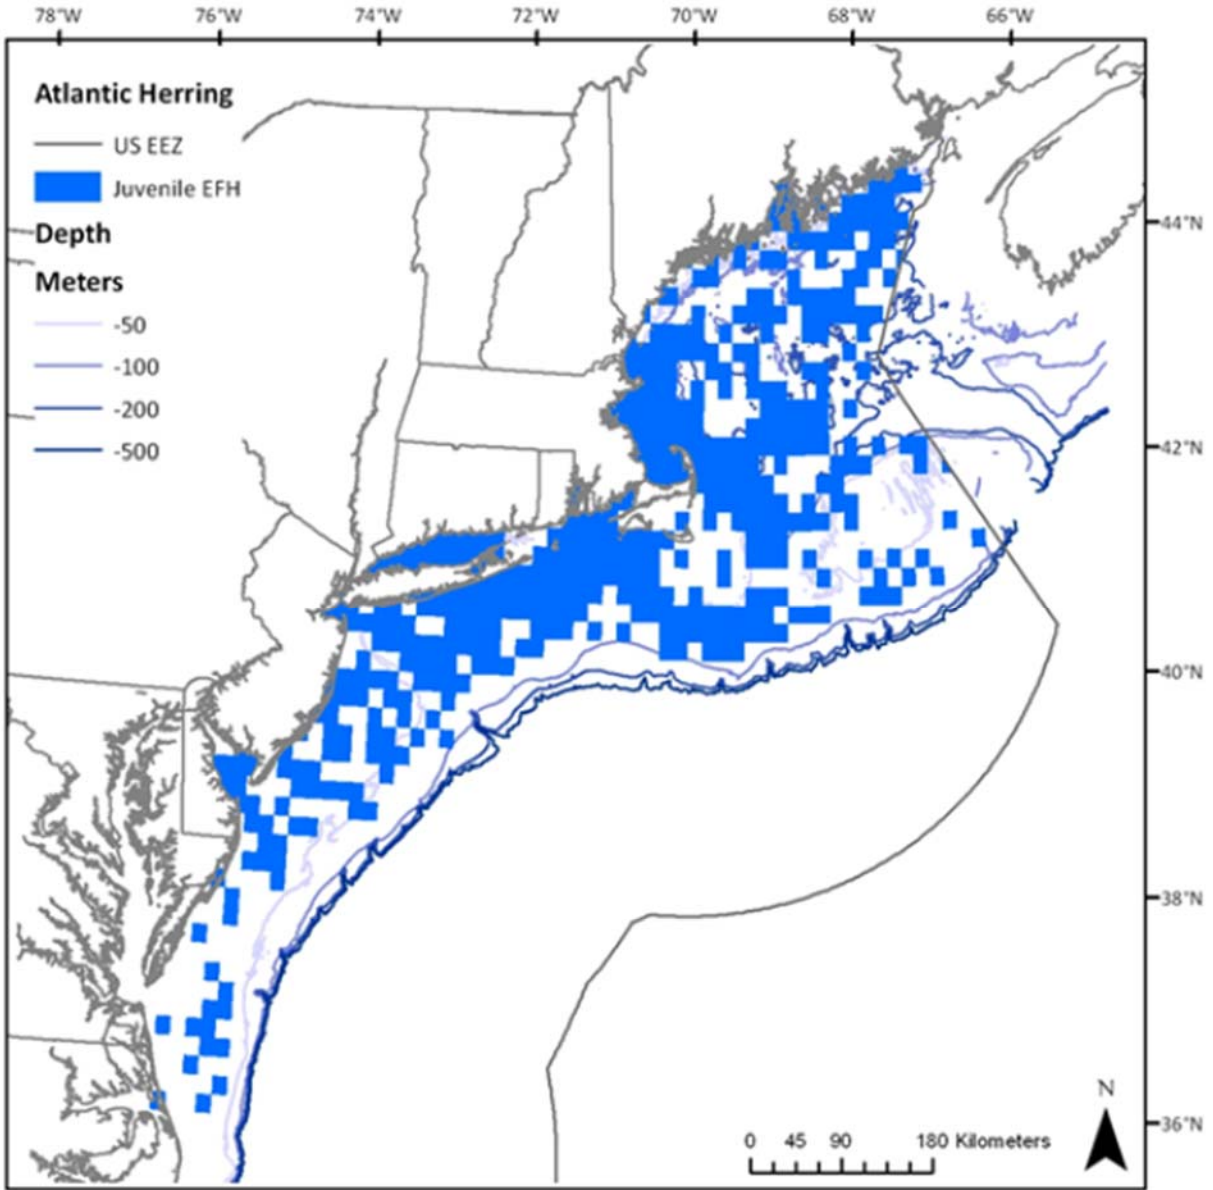 78°W 76°W 74°W 72°W 70°W 68°W 66°W
Atlantic Herring
US EEZ
Juvenile EFH
Depth
Meters
-50
-100
-200
-500
44°N
42°N
40°N
38°N
36°N
N
0 45 90 180 Kilometers